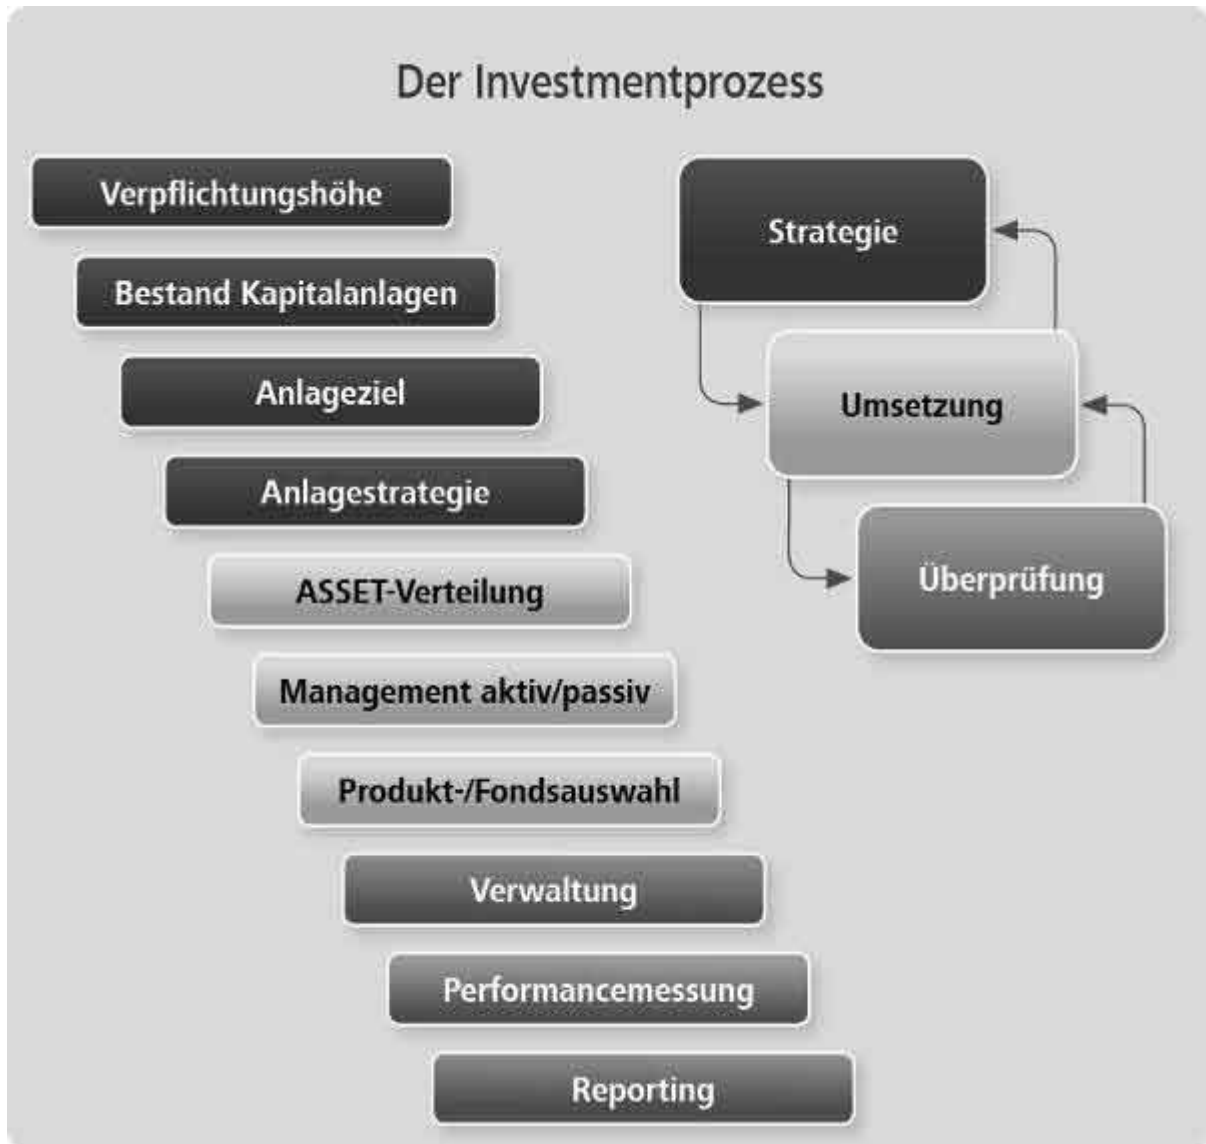 Der Investmentprozess
Verpflichtungshöhe
Bestand Kapitalanlagen
Anlageziel
Anlagestrategie
ASSET-Verteilung
Management aktiv/passiv
Produkt-/Fondsauswahl
Verwaltung
Performancemessung
Reporting
Strategie
Umsetzung
Überprüfung